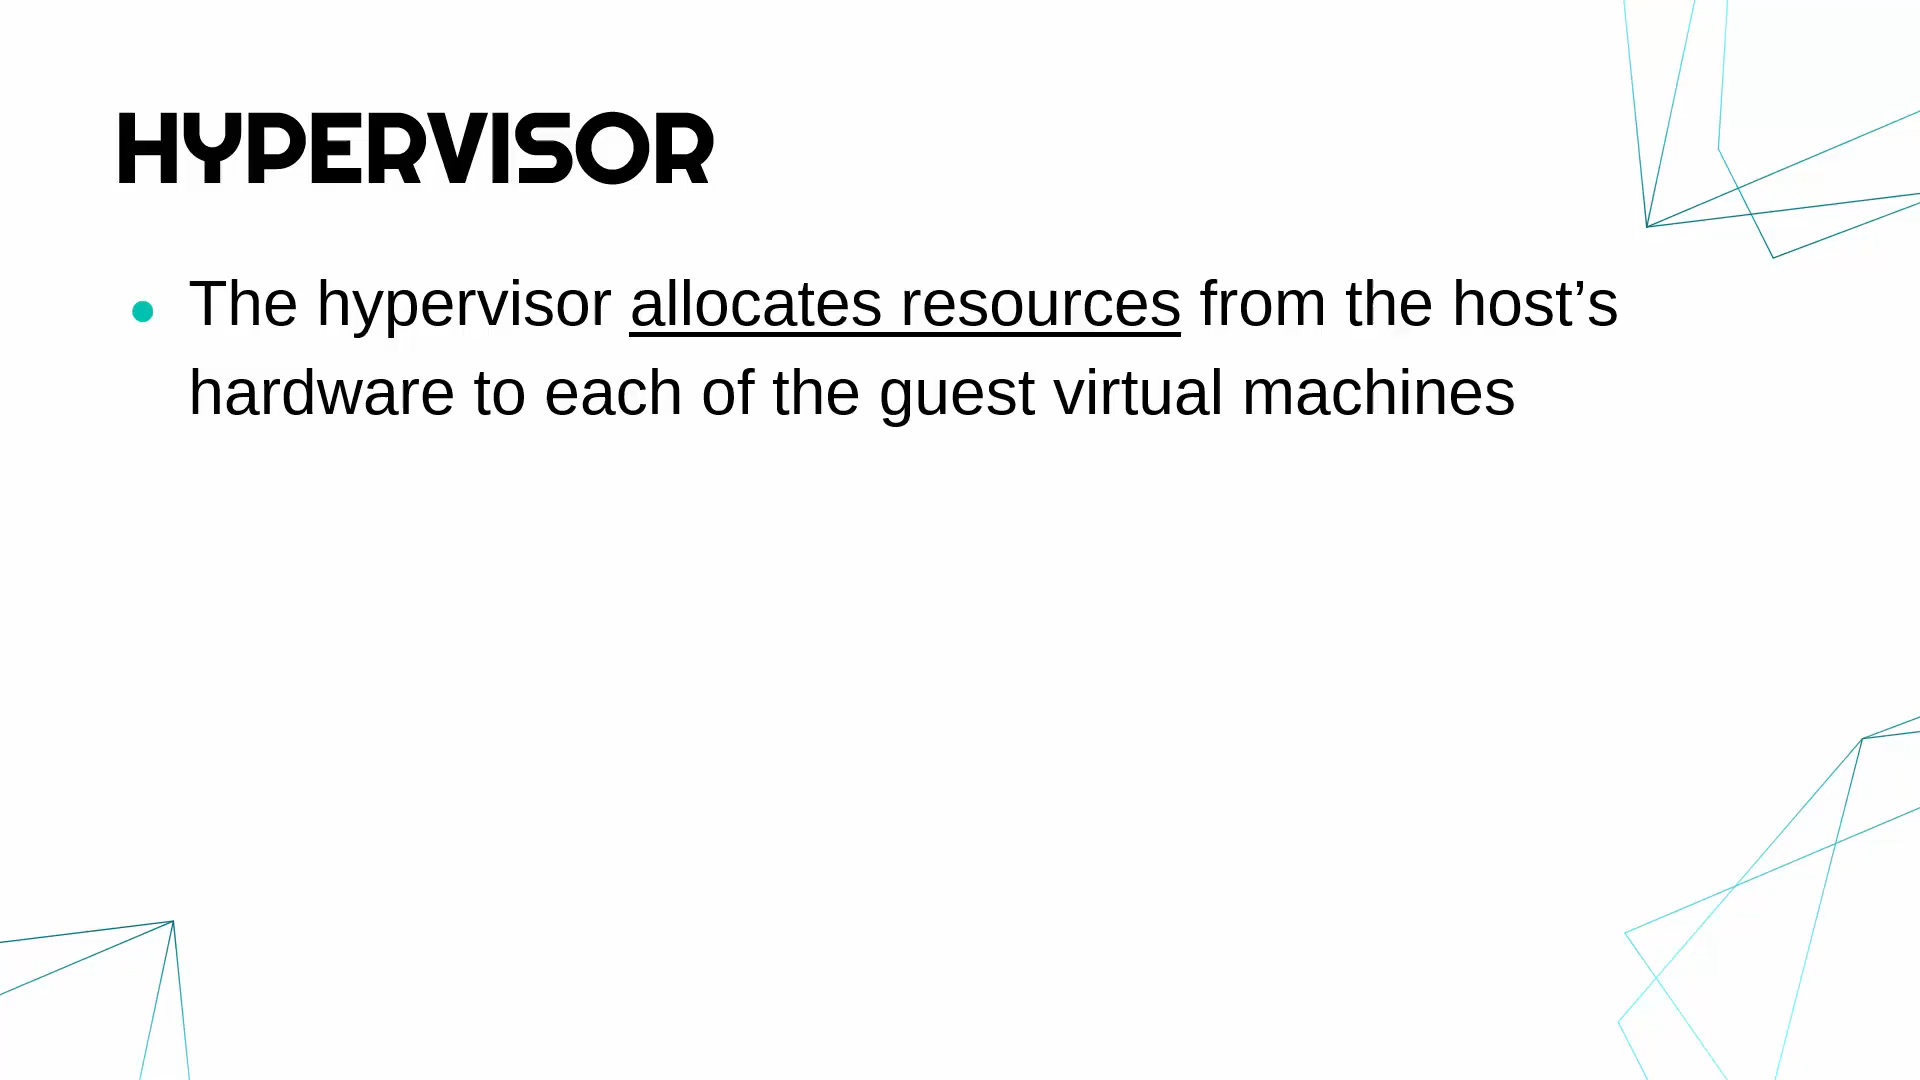 HYPERVISOR
• The hypervisor allocates resources from the host’s
hardware to each of the guest virtual machines